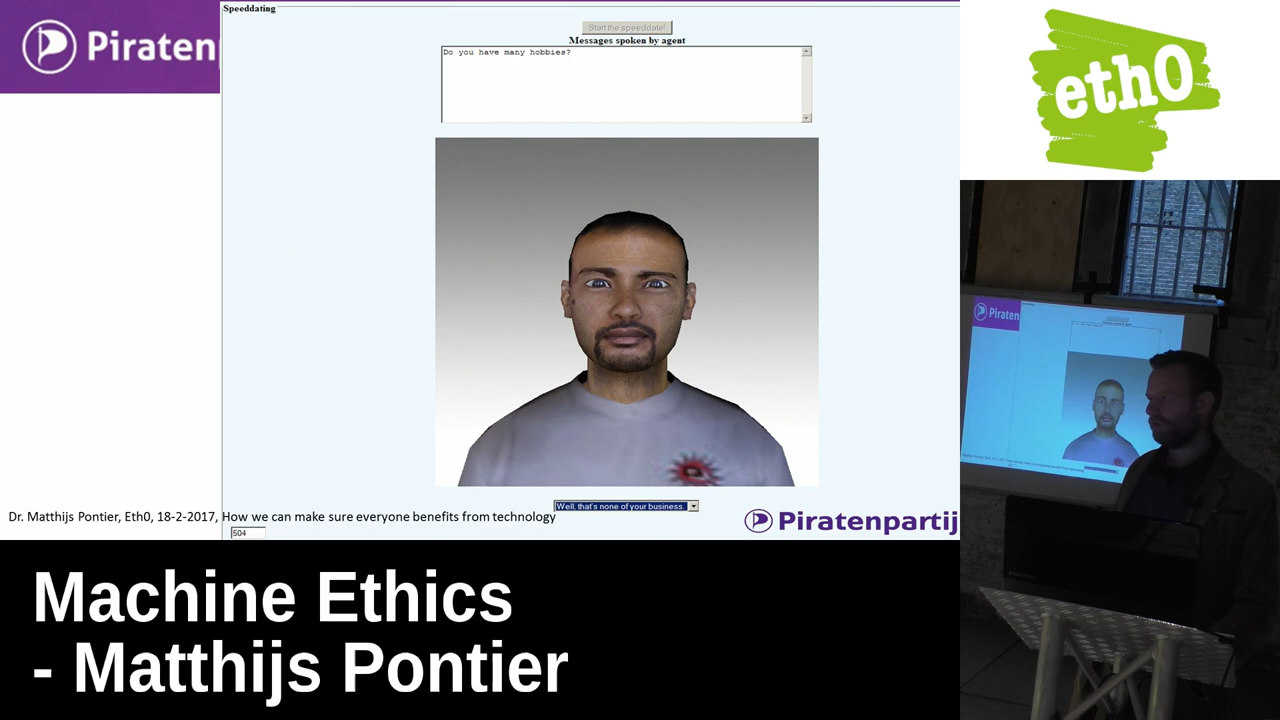 Speeddating
Piratenp
Start the speeddate!
Messages spoken by agent
Do you have many hobbies?
ethO
Piraten
Well, that's none of your business.
Dr. Matthijs Pontier, Eth0, 18-2-2017, How we can make sure everyone benefits from technology
Piratenpartij
504
Machine Ethics
- Matthijs Pontier